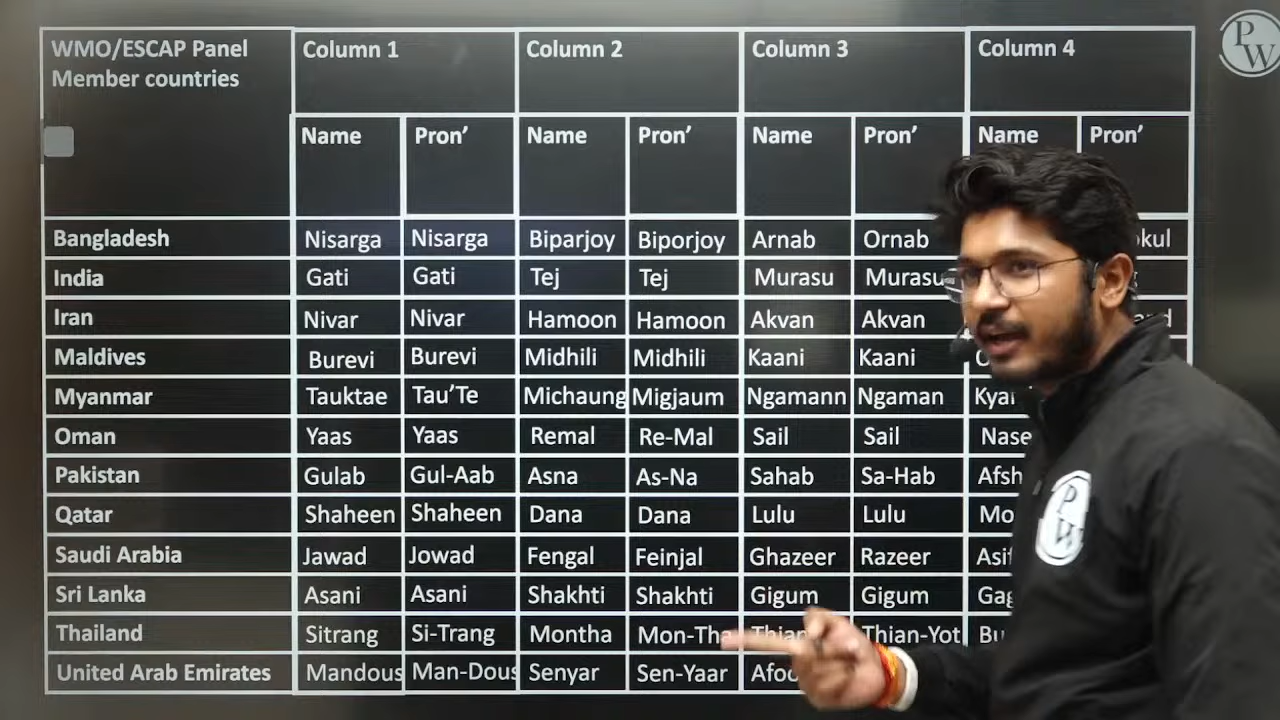 WMO/ESCAP Panel Member countries Column 1 Column 2 Column 3 Column 4
Name Pron’ Name Pron’ Name Pron’ Name Pron’
Bangladesh Nisarga Nisarga Biparjoy Biporjoy Arnab Ornab
India Gati Gati Tej Tej Murasu Murasu
Iran Nivar Nivar Hamoon Hamoon Akvan Akvan
Maldives Burevi Burevi Midhili Midhili Kaani Kaani
Myanmar Tauktae Tau’Te Michaung Migjaum Ngamann Ngaman
Oman Yaas Yaas Remal Re-Mal Sail Sail
Pakistan Gulab Gul-Aab Asna As-Na Sahab Sa-Hab
Qatar Shaheen Shaheen Dana Dana Lulu Lulu
Saudi Arabia Jawad Jowad Fengal Feinjal Ghazeer Razeer
Sri Lanka Asani Asani Shakhti Shakhti Gigum Gigum
Thailand Sitrang Si-Trang Montha Thian-Yot
United Arab Emirates Mandous Man-Dous Senyar Sen-Yaar
PW
PW